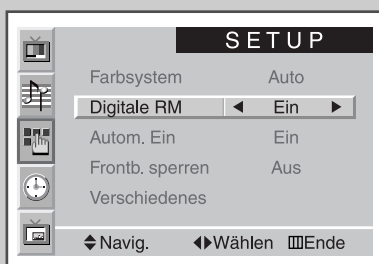 SETUP
Farbsystem Auto
Digitale RM ◀ Ein ▶
Autom. Ein Ein
Frontb. sperren Aus
Verschiedenes
Navig. Wählen Ende